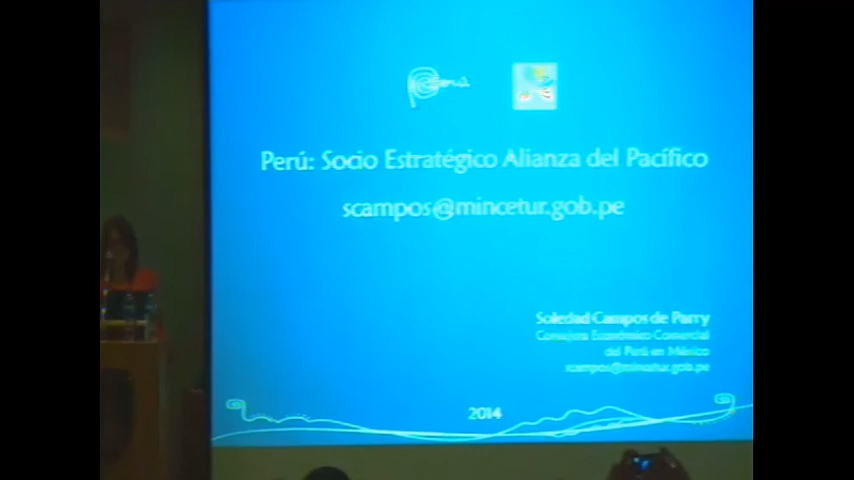 Perú
Perú: Socio Estratégico Alianza del Pacífico
scampos@mincetur.gob.pe
Soledad Campos de Parry
Consejera Económico Comercial
del Perú en México
scampos@mincetur.gob.pe
2014